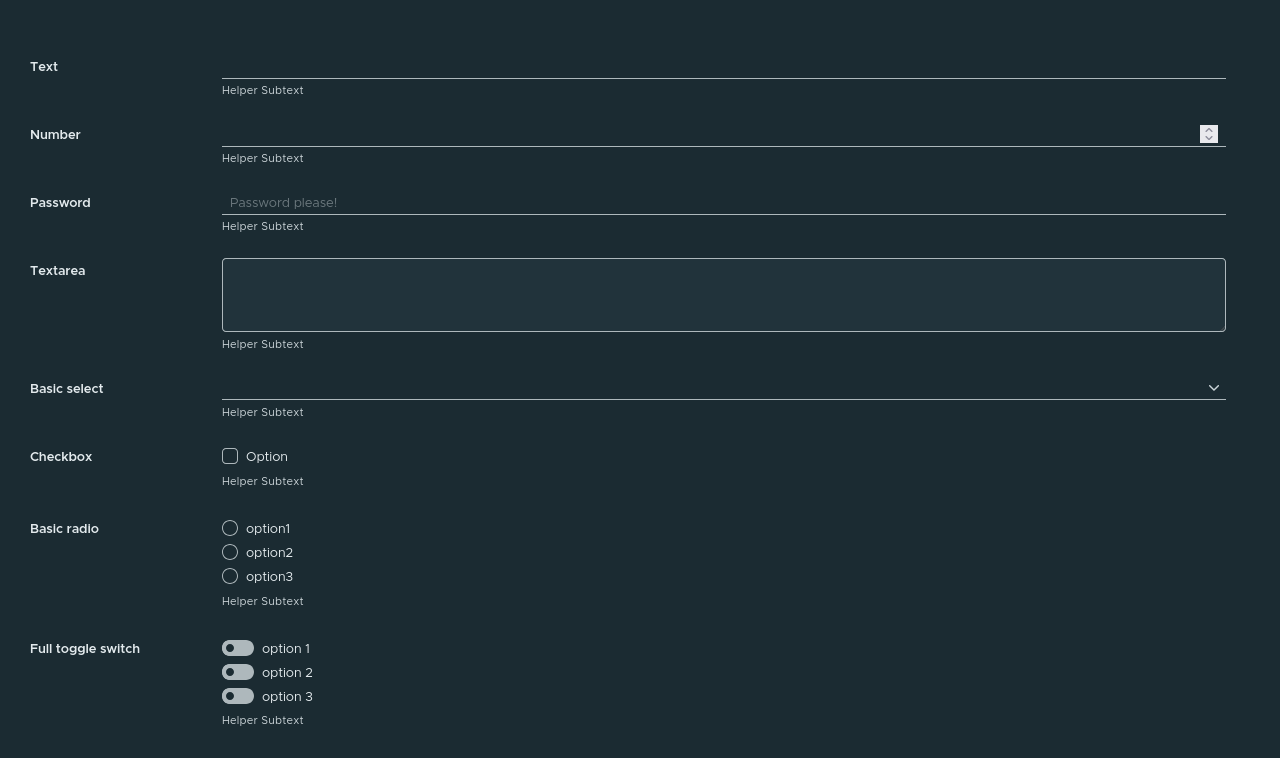 Text
Helper Subtext
Number
Helper Subtext
Password
Password please!
Helper Subtext
Textarea
Helper Subtext
Basic select
Helper Subtext
Checkbox
Option
Helper Subtext
Basic radio
option1
option2
option3
Helper Subtext
Full toggle switch
option 1
option 2
option 3
Helper Subtext